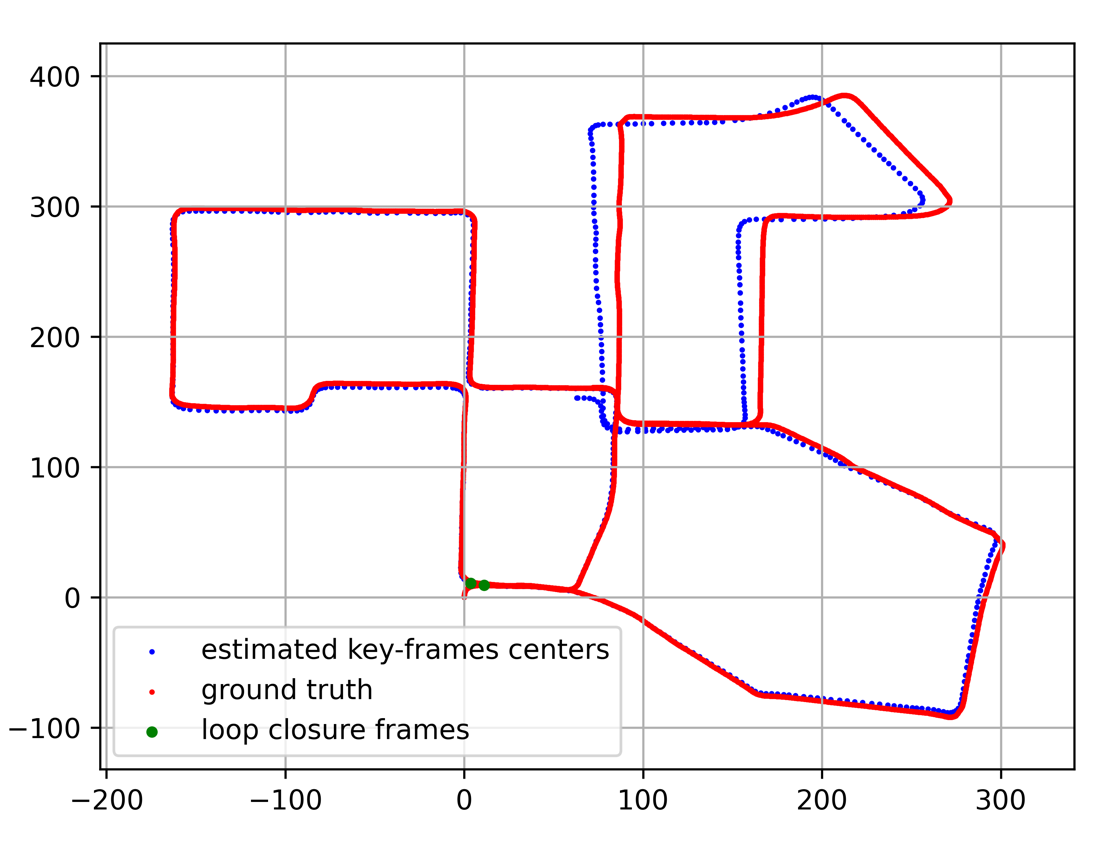 400
300
200
100
0
−100
estimated key-frames centers
ground truth
loop closure frames
−200 −100 0 100 200 300